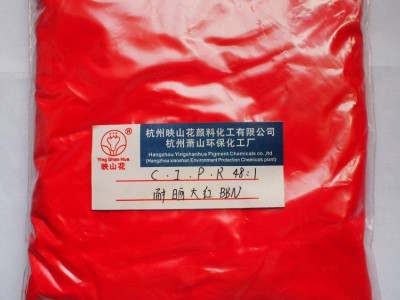 杭州映山花颜料化工有限公司
杭州萧山环保化工厂
Hangzhou Yingshanhua Pigment Chemicals co.,ltd
(Hangzhou xiaoshan Environment Protection Chemicals plant)
Ying Shan Hua
映山花
C.I.P.R 48:1
耐晒大红 BBN